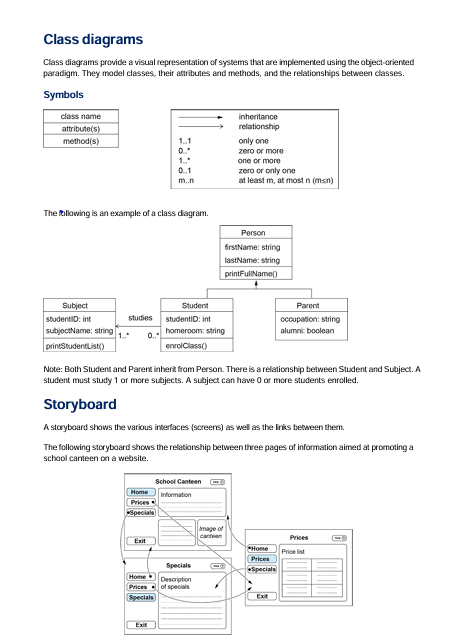 Class diagrams
Class diagrams provide a visual representation of systems that are implemented using the object-oriented
paradigm. They model classes, their attributes and methods, and the relationships between classes.
Symbols
class name
attribute(s)
method(s)
inheritance
relationship
1..1 only one
0..* zero or more
1..* one or more
0..1 zero or only one
m..n at least m, at most n (m≤n)
The following is an example of a class diagram.
Person
firstName: string
lastName: string
printFullName()
Subject
studentID: int
subjectName: string
printStudentList()
studies
1..* 0..*
Student
studentID: int
homeroom: string
enrolClass()
Parent
occupation: string
alumni: boolean
Note: Both Student and Parent inherit from Person. There is a relationship between Student and Subject. A
student must study 1 or more subjects. A subject can have 0 or more students enrolled.
Storyboard
A storyboard shows the various interfaces (screens) as well as the links between them.
The following storyboard shows the relationship between three pages of information aimed at promoting a
school canteen on a website.
School Canteen
Home
Prices
Specials
Exit
Information
Image of
canteen
Specials
Home
Prices
Specials
Exit
Description
of specials
Prices
Home
Prices
Specials
Exit
Price list